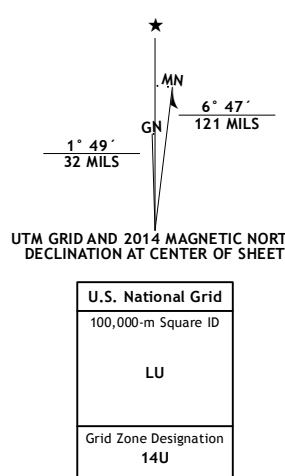 ★
MN
GN
6° 47´
121 MILS
1° 49´
32 MILS
UTM GRID AND 2014 MAGNETIC NORT
DECLINATION AT CENTER OF SHEET
U.S. National Grid
100,000-m Square ID
LU
Grid Zone Designation
14U